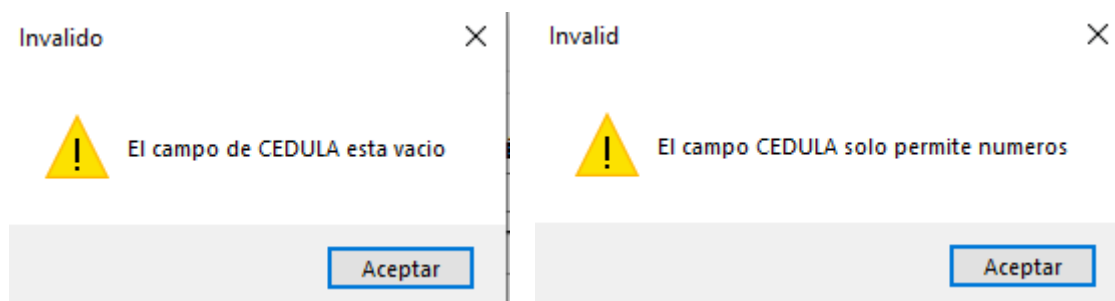 Invalido
El campo de CEDULA esta vacio
Aceptar
Invalid
El campo CEDULA solo permite numeros
Aceptar